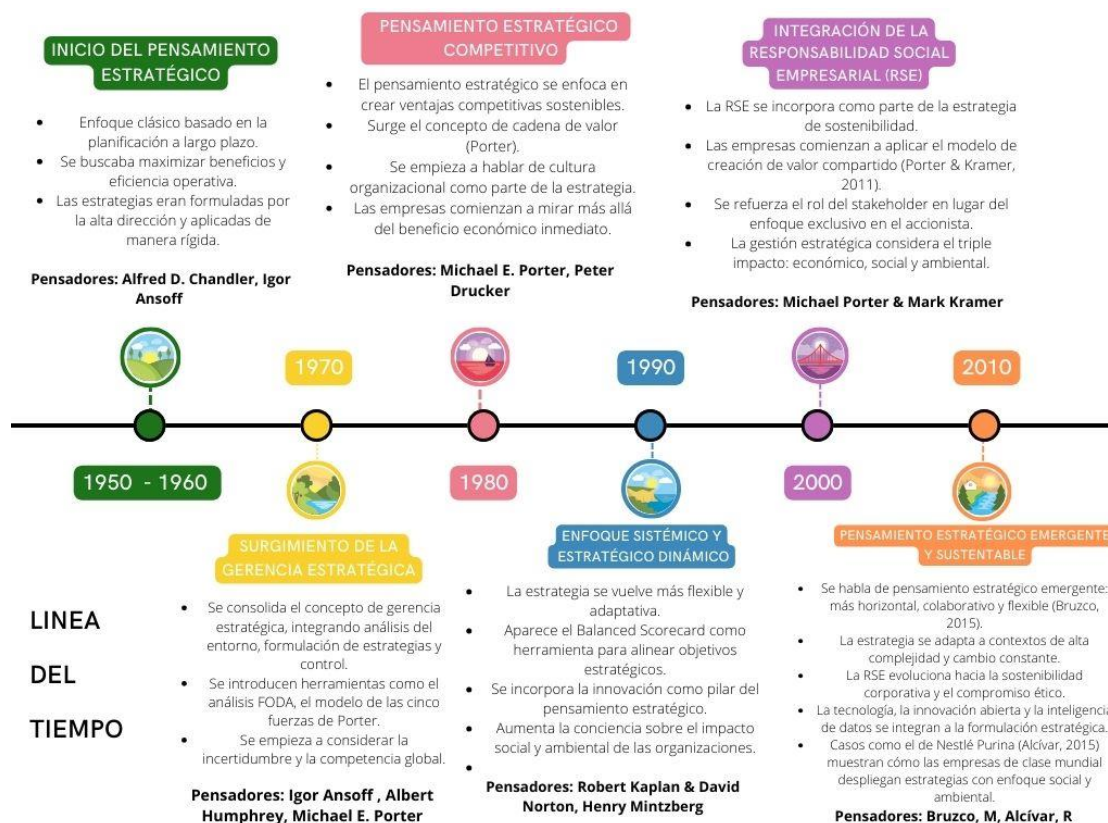 INICIO DEL PENSAMIENTO
ESTRATÉGICO
• Enfoque clásico basado en la
planificación a largo plazo.
• Se buscaba maximizar beneficios y
eficiencia operativa.
• Las estrategias eran formuladas por
la alta dirección y aplicadas de
manera rígida.
Pensadores: Alfred D. Chandler, Igor
Ansoff
PENSAMIENTO ESTRATÉGICO
COMPETITIVO
• El pensamiento estratégico se enfoca en
crear ventajas competitivas sostenibles.
• Surge el concepto de cadena de valor
(Porter).
• Se empieza a hablar de cultura
organizacional como parte de la estrategia.
• Las empresas comienzan a mirar más allá
del beneficio económico inmediato.
Pensadores: Michael E. Porter, Peter
Drucker
INTEGRACIÓN DE LA
RESPONSABILIDAD SOCIAL
EMPRESARIAL (RSE)
• La RSE se incorpora como parte de la estrategia
de sostenibilidad.
• Las empresas comienzan a aplicar el modelo de
creación de valor compartido (Porter & Kramer,
2011).
• Se refuerza el rol del stakeholder en lugar del
enfoque exclusivo en el accionista.
• La gestión estratégica considera el triple
impacto: económico, social y ambiental.
Pensadores: Michael Porter & Mark Kramer
1970
1990
2010
1950 - 1960
1980
2000
LINEA
DEL
TIEMPO
SURGIMIENTO DE LA
GERENCIA ESTRATÉGICA
• Se consolida el concepto de gerencia
estratégica, integrando análisis del
entorno, formulación de estrategias y
control.
• Se introducen herramientas como el
análisis FODA, el modelo de las cinco
fuerzas de Porter.
• Se empieza a considerar la
incertidumbre y la competencia global.
Pensadores: Igor Ansoff , Albert
Humphrey, Michael E. Porter
ENFOQUE SISTÉMICO Y
ESTRATÉGICO DINÁMICO
• La estrategia se vuelve más flexible y
adaptativa.
• Aparece el Balanced Scorecard como
herramienta para alinear objetivos
estratégicos.
• Se incorpora la innovación como pilar del
pensamiento estratégico.
• Aumenta la conciencia sobre el impacto
social y ambiental de las organizaciones.
•
Pensadores: Robert Kaplan & David
Norton, Henry Mintzberg
PENSAMIENTO ESTRATÉGICO EMERGENTE
Y SUSTENTABLE
• Se habla de pensamiento estratégico emergente:
más horizontal, colaborativo y flexible (Bruzco,
2015).
• La estrategia se adapta a contextos de alta
complejidad y cambio constante.
• La RSE evoluciona hacia la sostenibilidad
corporativa y el compromiso ético.
• La tecnología, la innovación abierta y la inteligencia
de datos se integran a la formulación estratégica.
• Casos como el de Nestlé Purina (Alcívar, 2015)
muestran cómo las empresas de clase mundial
despliegan estrategias con enfoque social y
ambiental.
Pensadores: Bruzco, M, Alcívar, R